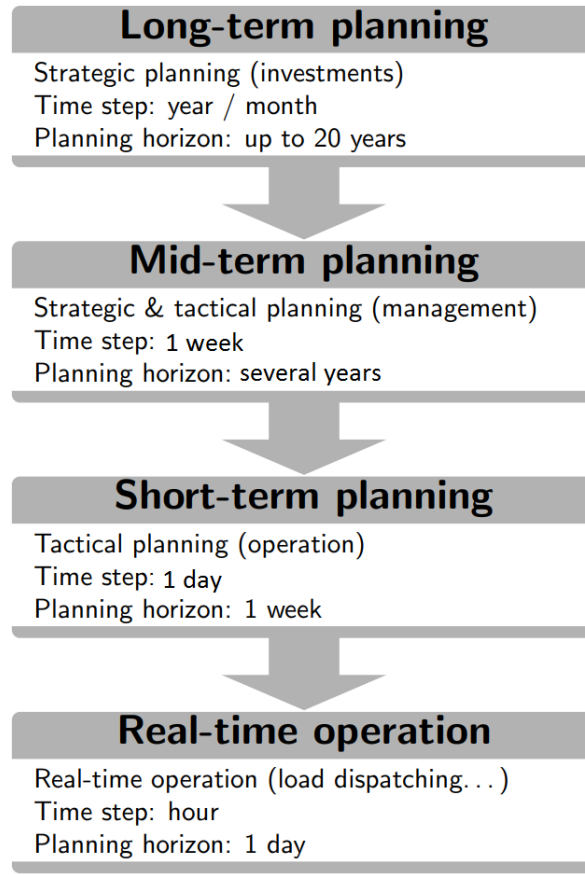 Long-term planning
Strategic planning (investments)
Time step: year / month
Planning horizon: up to 20 years
Mid-term planning
Strategic & tactical planning (management)
Time step: 1 week
Planning horizon: several years
Short-term planning
Tactical planning (operation)
Time step: 1 day
Planning horizon: 1 week
Real-time operation
Real-time operation (load dispatching...)
Time step: hour
Planning horizon: 1 day